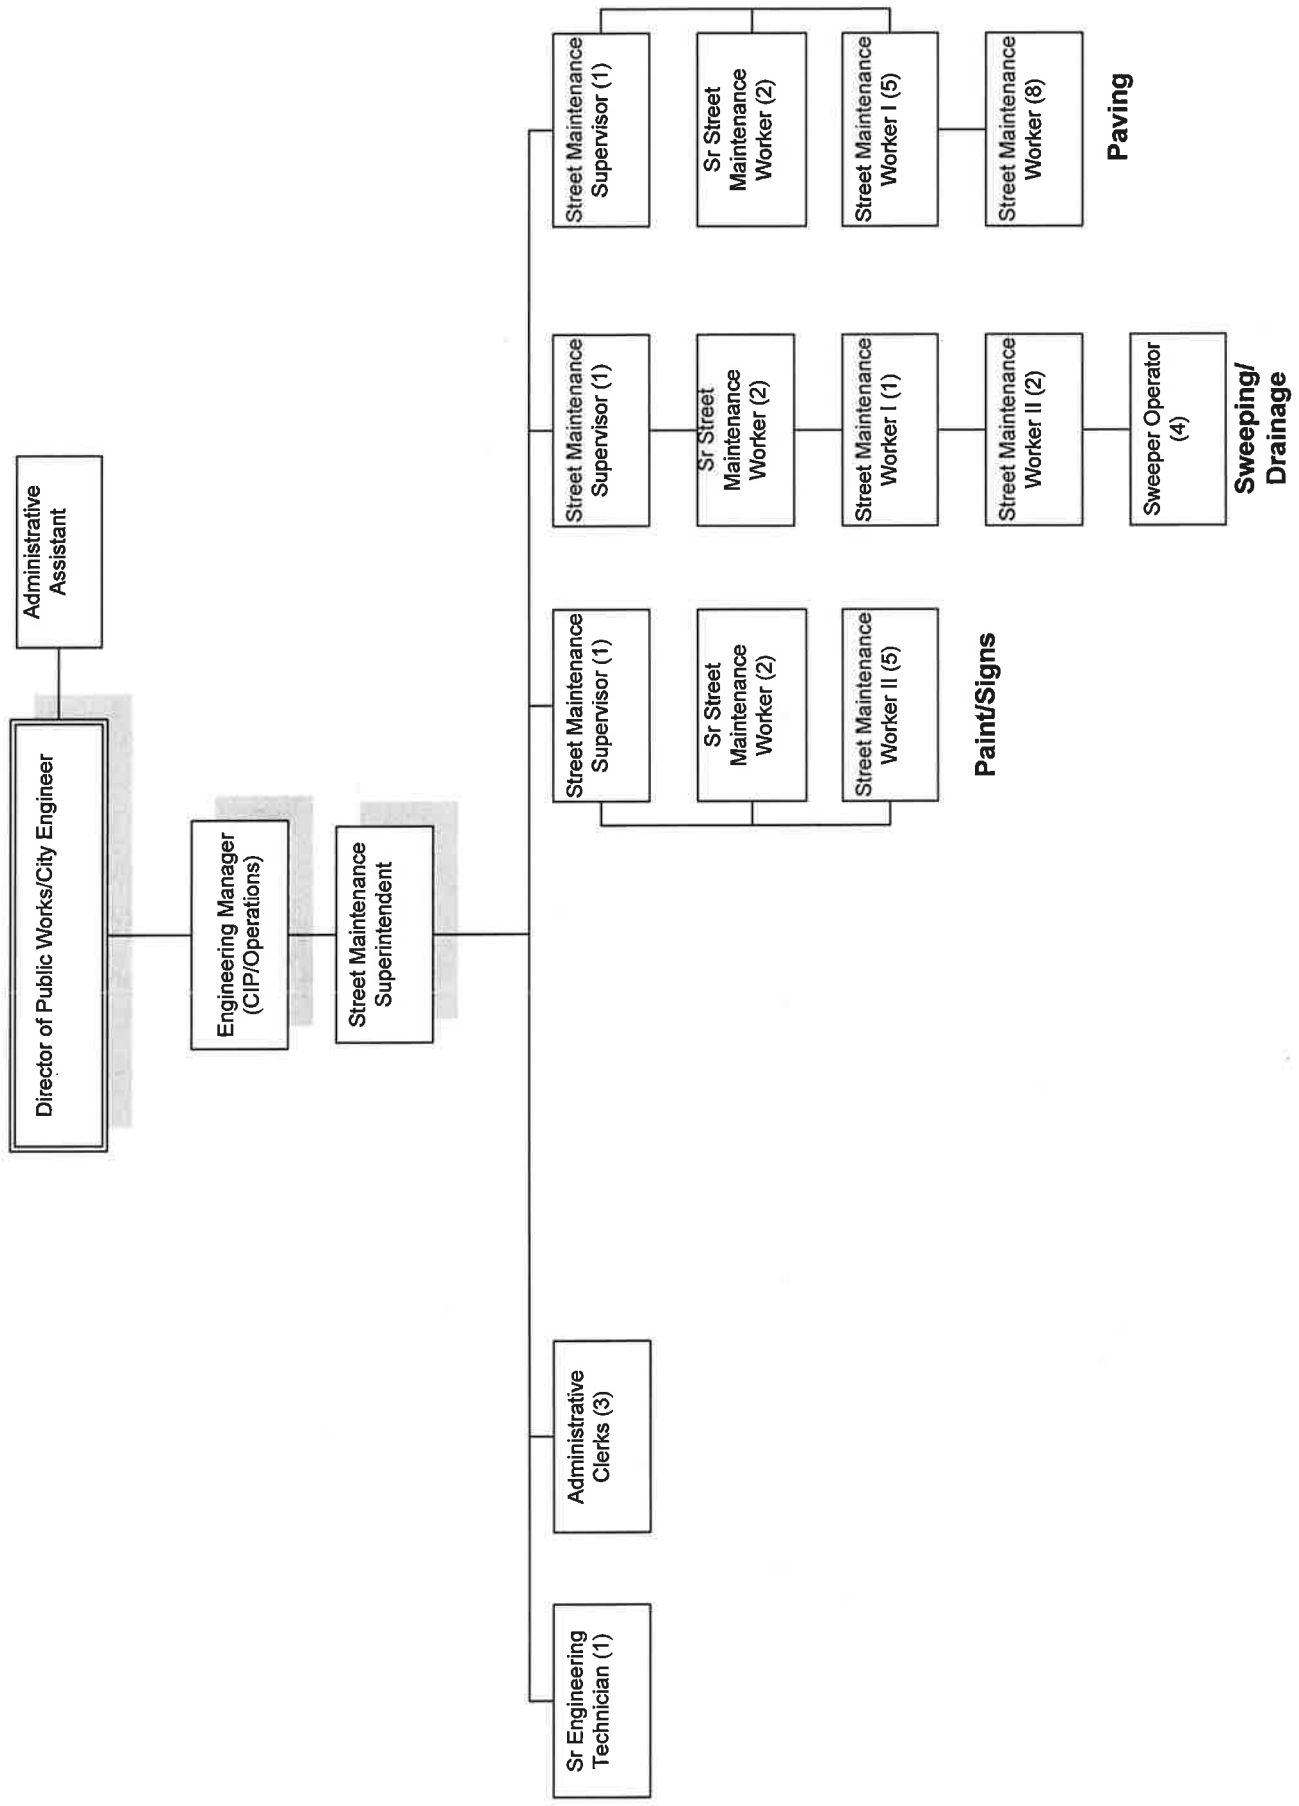 Director of Public Works/City Engineer
Administrative
Assistant
Engineering Manager
(CIP/Operations)
Street Maintenance
Superintendent
Sr Engineering
Technician (1)
Administrative
Clerks (3)
Street Maintenance
Supervisor (1)
Sr Street
Maintenance
Worker (2)
Street Maintenance
Worker II (5)
Paint/Signs
Street Maintenance
Supervisor (1)
Sr Street
Maintenance
Worker (2)
Street Maintenance
Worker I (1)
Street Maintenance
Worker II (2)
Sweeper Operator
(4)
Sweeping/
Drainage
Street Maintenance
Supervisor (1)
Sr Street
Maintenance
Worker (2)
Street Maintenance
Worker I (5)
Street Maintenance
Worker (8)
Paving